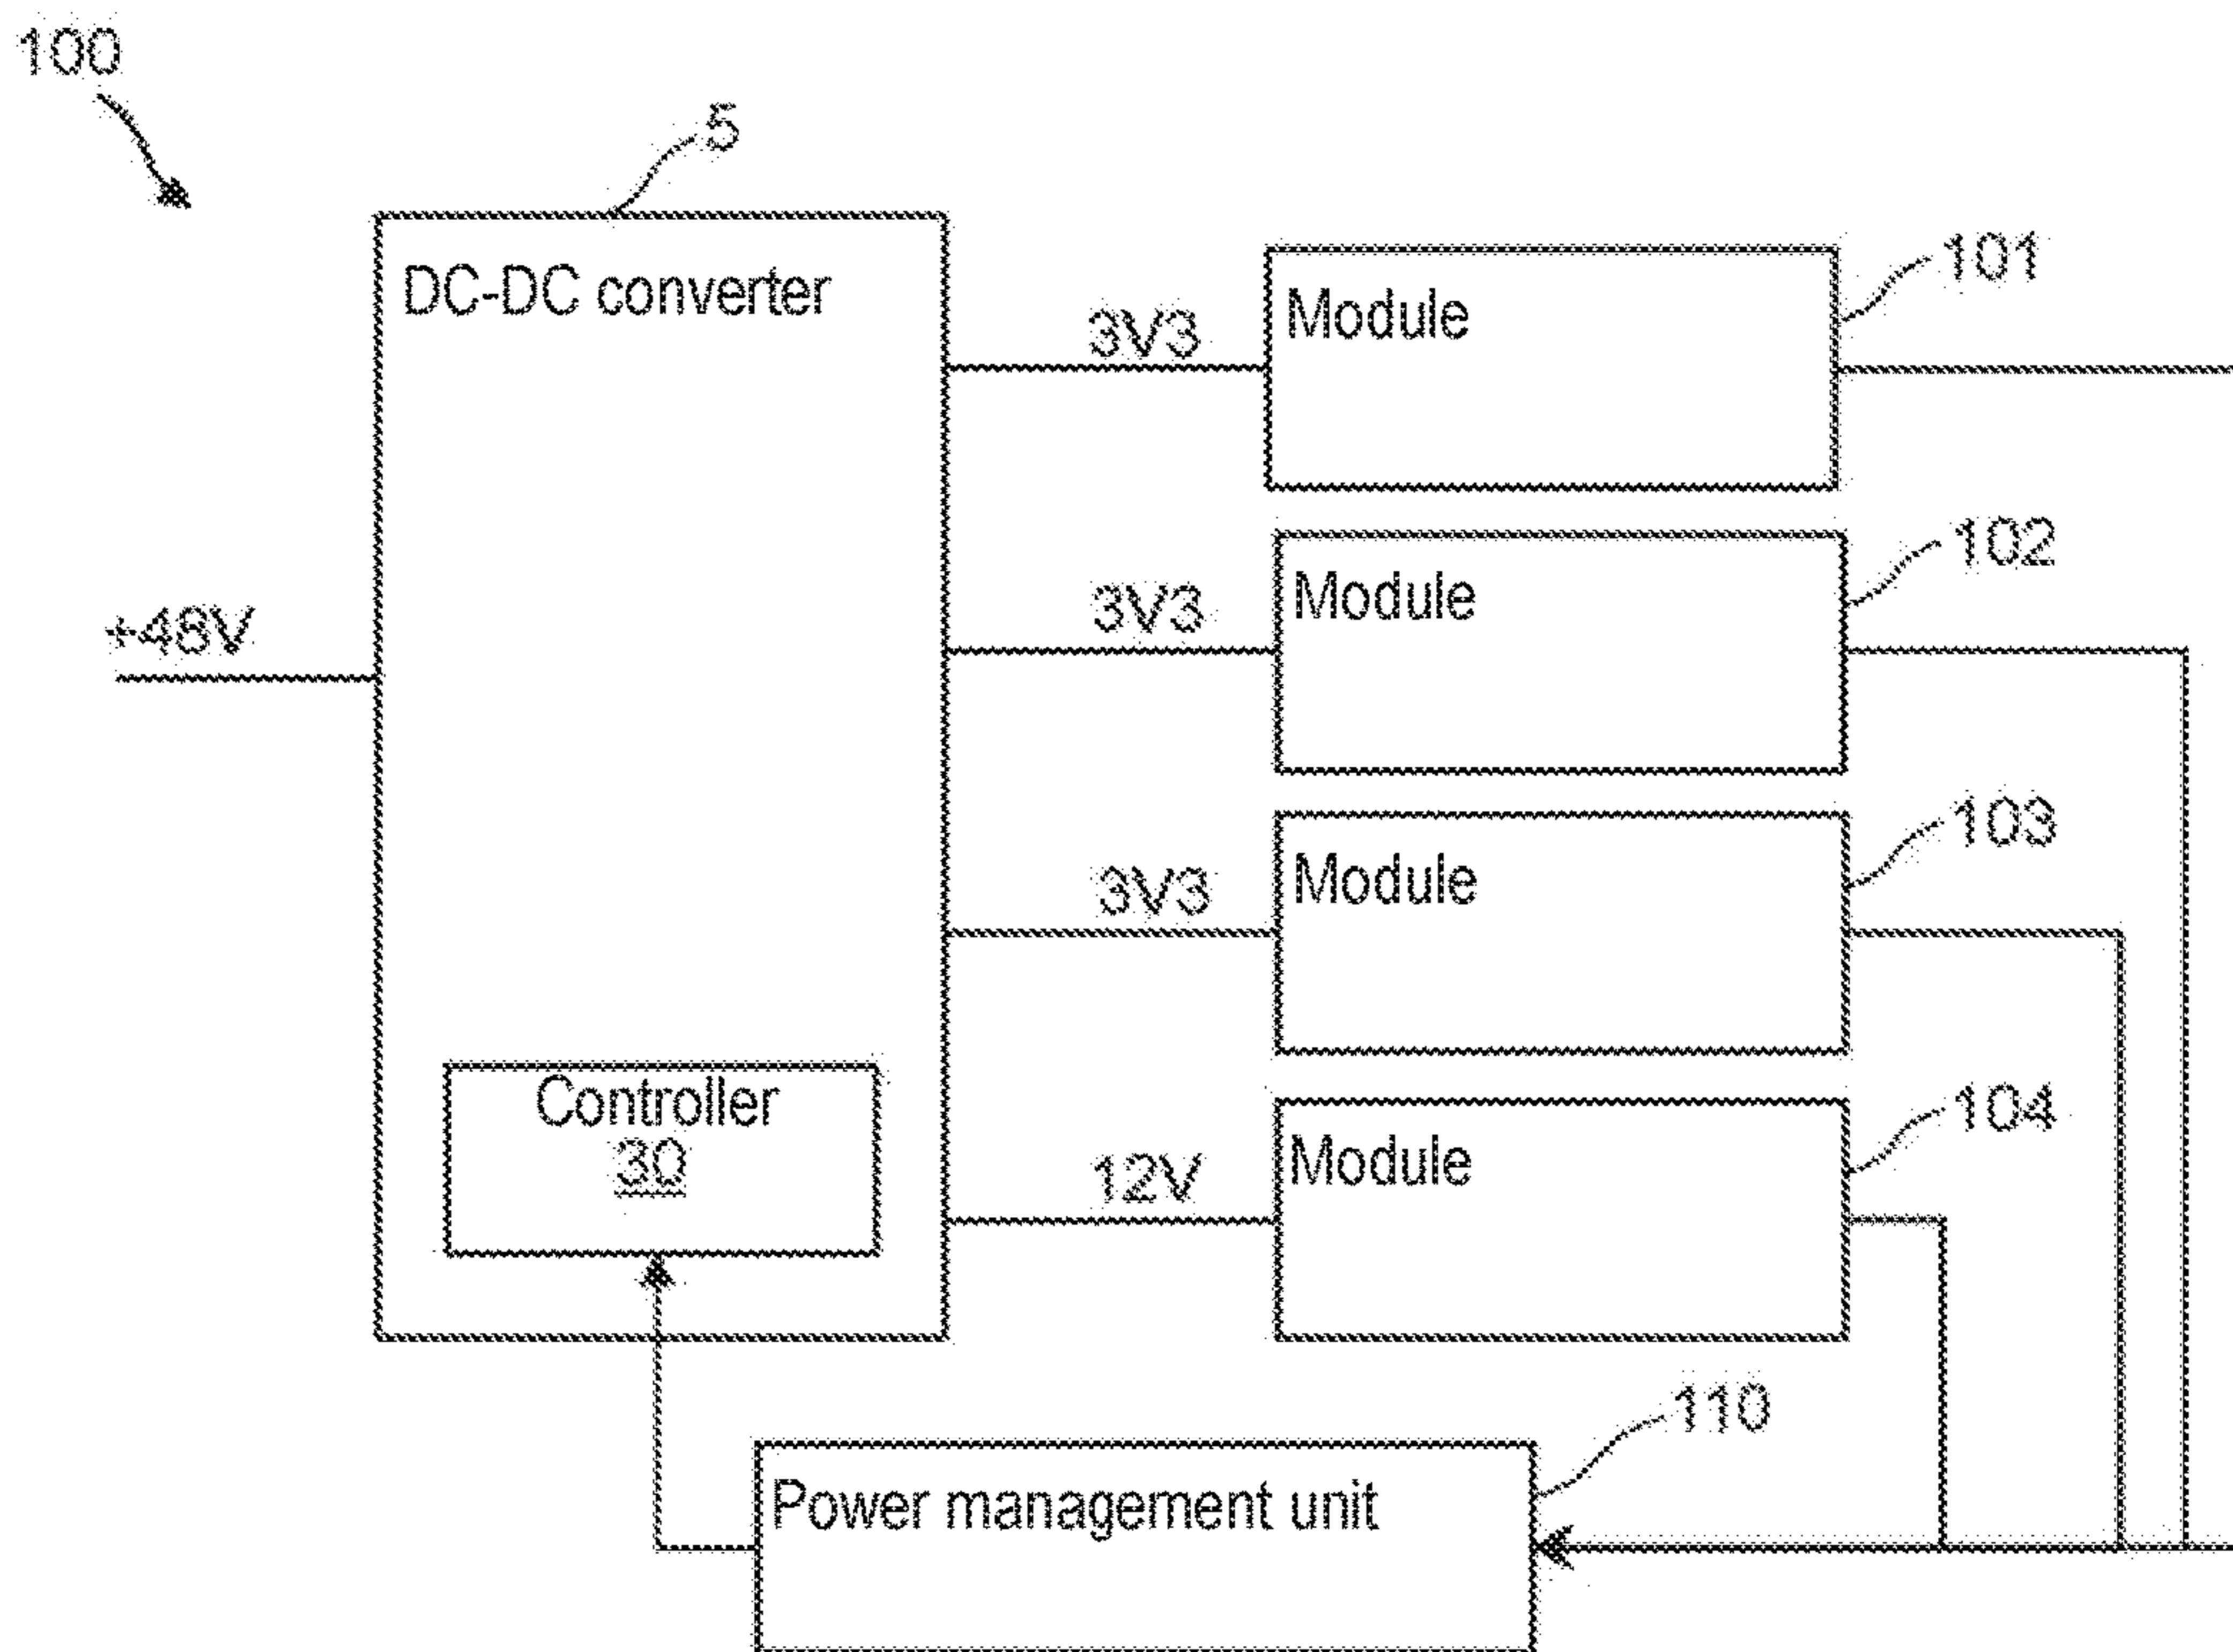 100
5
DC-DC converter
101
Module
3V3
102
Module
3V3
+48V
103
Module
3V3
104
Controller
30
Module
12V
110
Power management unit